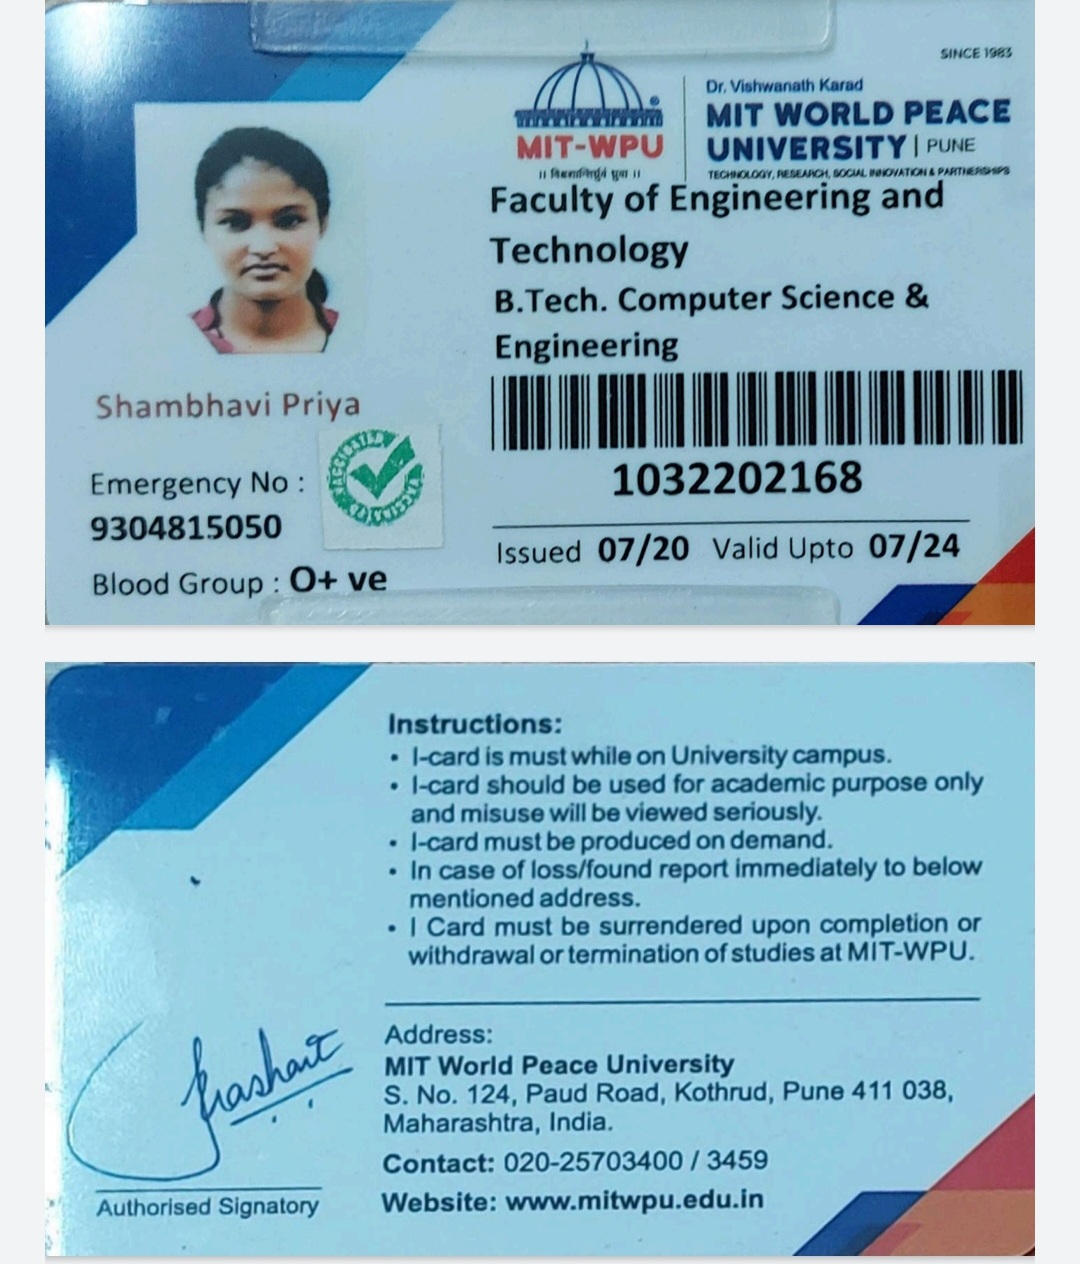 SINCE 1983
Dr. Vishwanath Karad
MIT WORLD PEACE
UNIVERSITY | PUNE
TECHNOLOGY, RESEARCH, SOCIAL INNOVATION & PARTNERSHIPS
MIT-WPU
Faculty of Engineering and
Technology
B.Tech. Computer Science &
Engineering
Shambhavi Priya
VACCINATED
Emergency No :
9304815050
Blood Group : O+ ve
1032202168
Issued 07/20 Valid Upto 07/24
Instructions:
• I-card is must while on University campus.
• I-card should be used for academic purpose only
and misuse will be viewed seriously.
• I-card must be produced on demand.
• In case of loss/found report immediately to below
mentioned address.
• I Card must be surrendered upon completion or
withdrawal or termination of studies at MIT-WPU.
Prashant
Authorised Signatory
Address:
MIT World Peace University
S. No. 124, Paud Road, Kothrud, Pune 411 038,
Maharashtra, India.
Contact: 020-25703400 / 3459
Website: www.mitwpu.edu.in